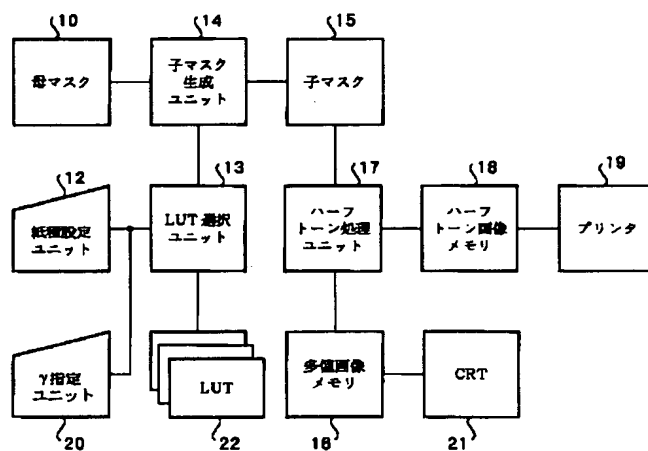 10
14
15
母マスク
子マスク
生成
ユニット
子マスク
12
13
17
18
19
紙種設定
ユニット
LUT選択
ユニット
ハーフ
トーン処理
ユニット
ハーフ
トーン画像
メモリ
プリンタ
γ指定
ユニット
LUT
多値画像
メモリ
CRT
20
22
16
21